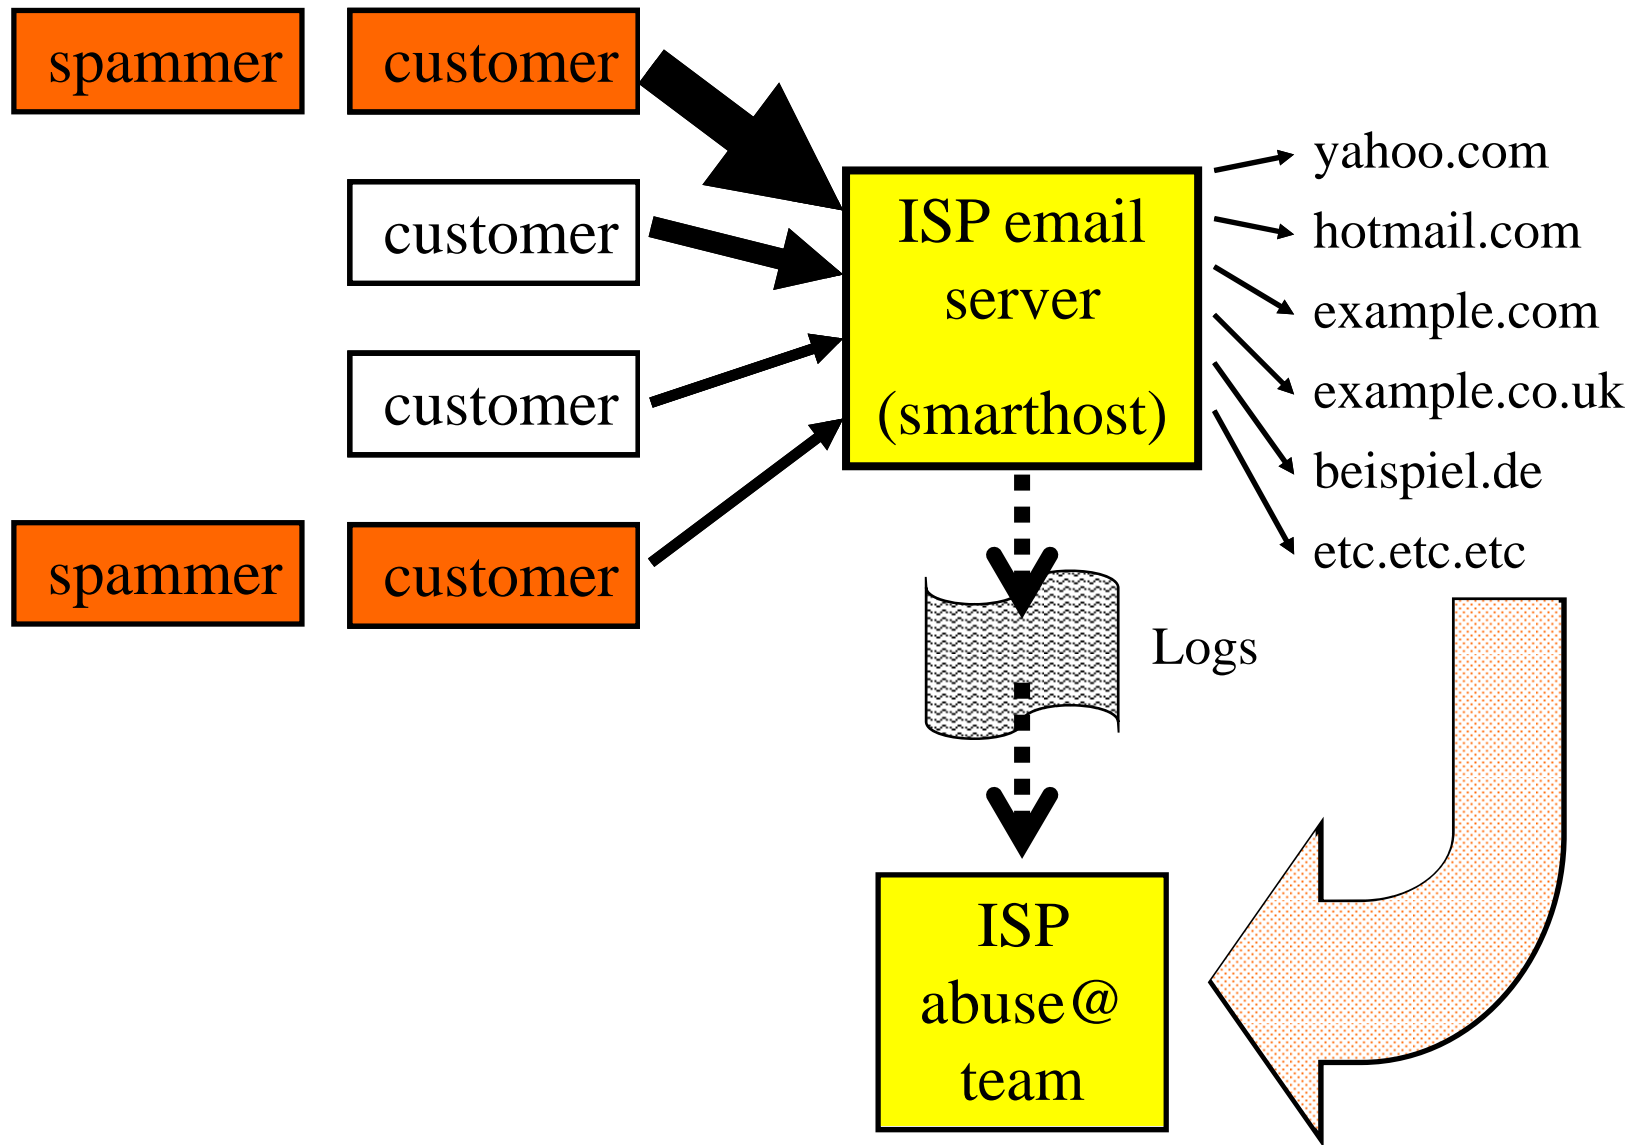 spammer
customer
customer
customer
spammer
customer
ISP email
server
(smarthost)
yahoo.com
hotmail.com
example.com
example.co.uk
beispiel.de
etc.etc.etc
Logs
ISP
abuse@
team